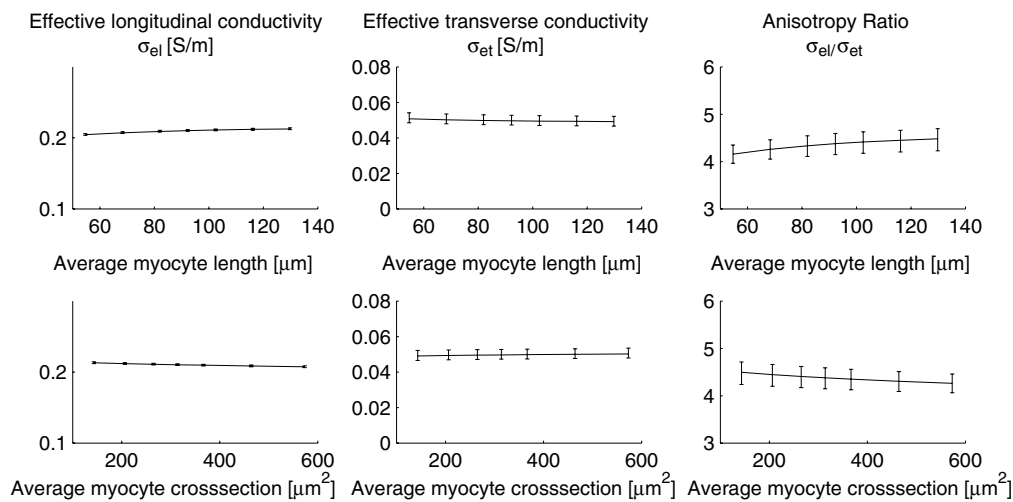 Effective longitudinal conductivity
σel [S/m]
Effective transverse conductivity
σet [S/m]
Anisotropy Ratio
σel/σet
0.2
0.1
60 80 100 120 140
Average myocyte length [μm]
0.08
0.06
0.04
0.02
0
60 80 100 120 140
Average myocyte length [μm]
6
5
4
3
60 80 100 120 140
Average myocyte length [μm]
0.2
0.1
200 400 600
Average myocyte crosssection [μm²]
0.08
0.06
0.04
0.02
0
200 400 600
Average myocyte crosssection [μm²]
6
5
4
3
200 400 600
Average myocyte crosssection [μm²]